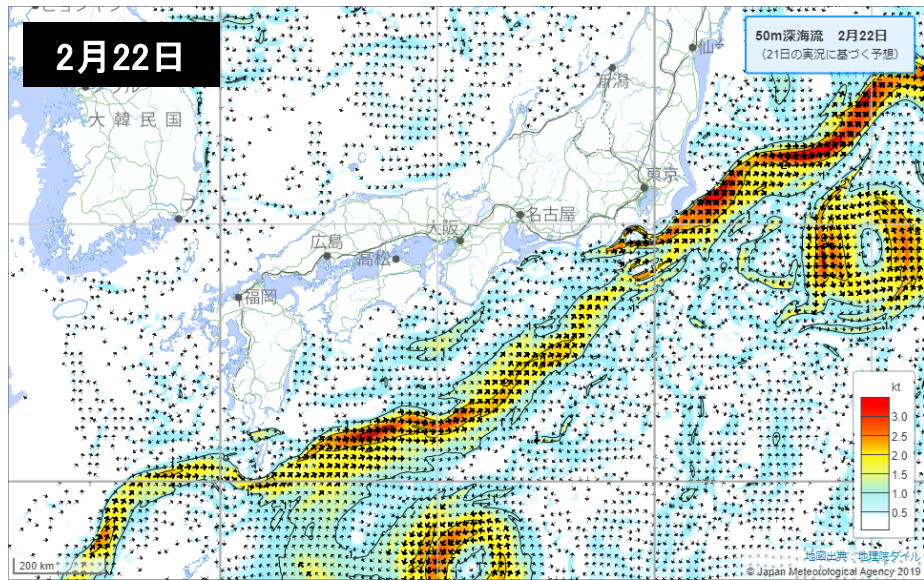 2月22日
50m深海流　2月22日
（21日の実況に基づく予想）
新潟
大韓民国
東京
名古屋
大阪
広島
高松
福岡
kt
3.0
2.5
2.0
1.5
1.0
0.5
200 km
地図出典：地理院タイル
© Japan Meteorological Agency 2019